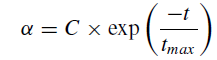 α = C × exp ( −t / t_max )